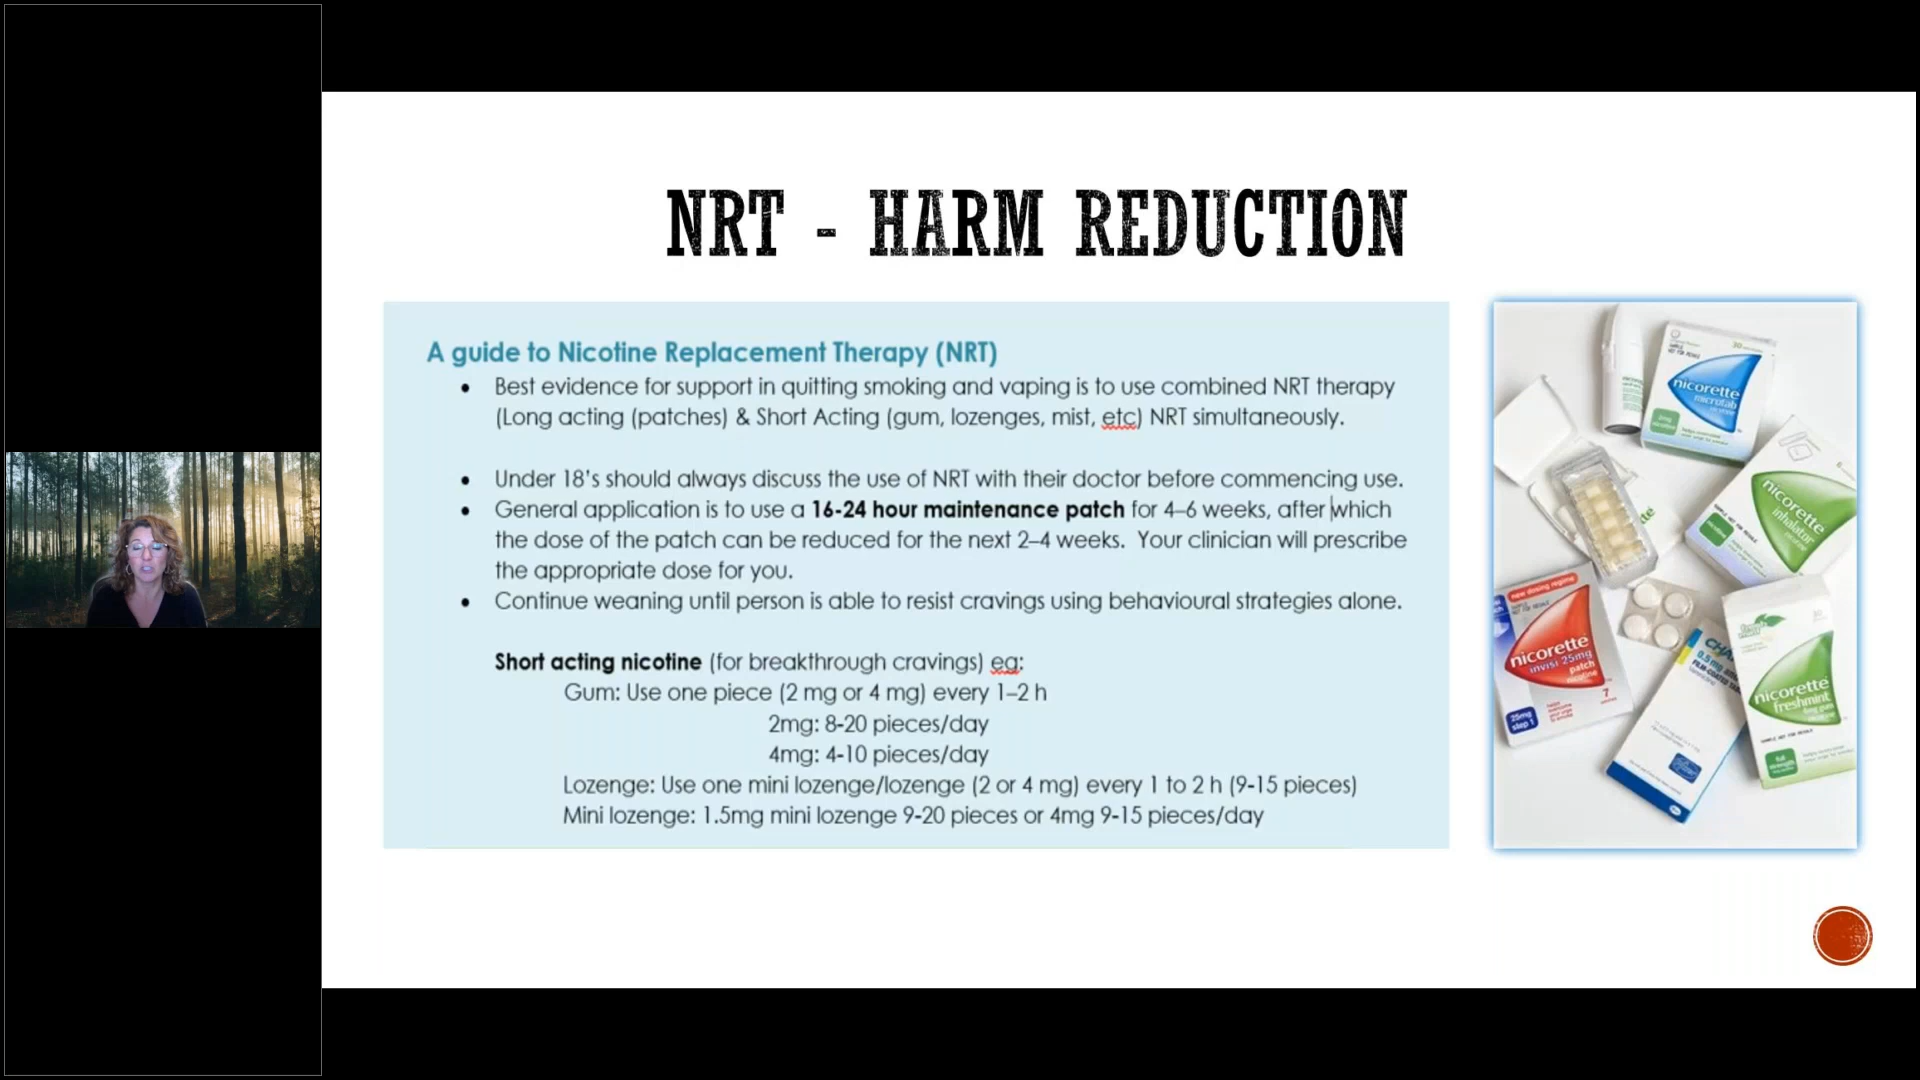 NRT - HARM REDUCTION
A guide to Nicotine Replacement Therapy (NRT)
• Best evidence for support in quitting smoking and vaping is to use combined NRT therapy
(Long acting (patches) & Short Acting (gum, lozenges, mist, etc) NRT simultaneously.
• Under 18’s should always discuss the use of NRT with their doctor before commencing use.
• General application is to use a 16-24 hour maintenance patch for 4–6 weeks, after which
the dose of the patch can be reduced for the next 2–4 weeks. Your clinician will prescribe
the appropriate dose for you.
• Continue weaning until person is able to resist cravings using behavioural strategies alone.
Short acting nicotine (for breakthrough cravings) eg:
Gum: Use one piece (2 mg or 4 mg) every 1–2 h
2mg: 8-20 pieces/day
4mg: 4-10 pieces/day
Lozenge: Use one mini lozenge/lozenge (2 or 4 mg) every 1 to 2 h (9-15 pieces)
Mini lozenge: 1.5mg mini lozenge 9-20 pieces or 4mg 9-15 pieces/day
nicorette
microtab
nicorette
inhalator
new dosing regime
nicorette
invisi 25mg
patch
nicotine
7
25mg
step 1
nicorette
freshmint